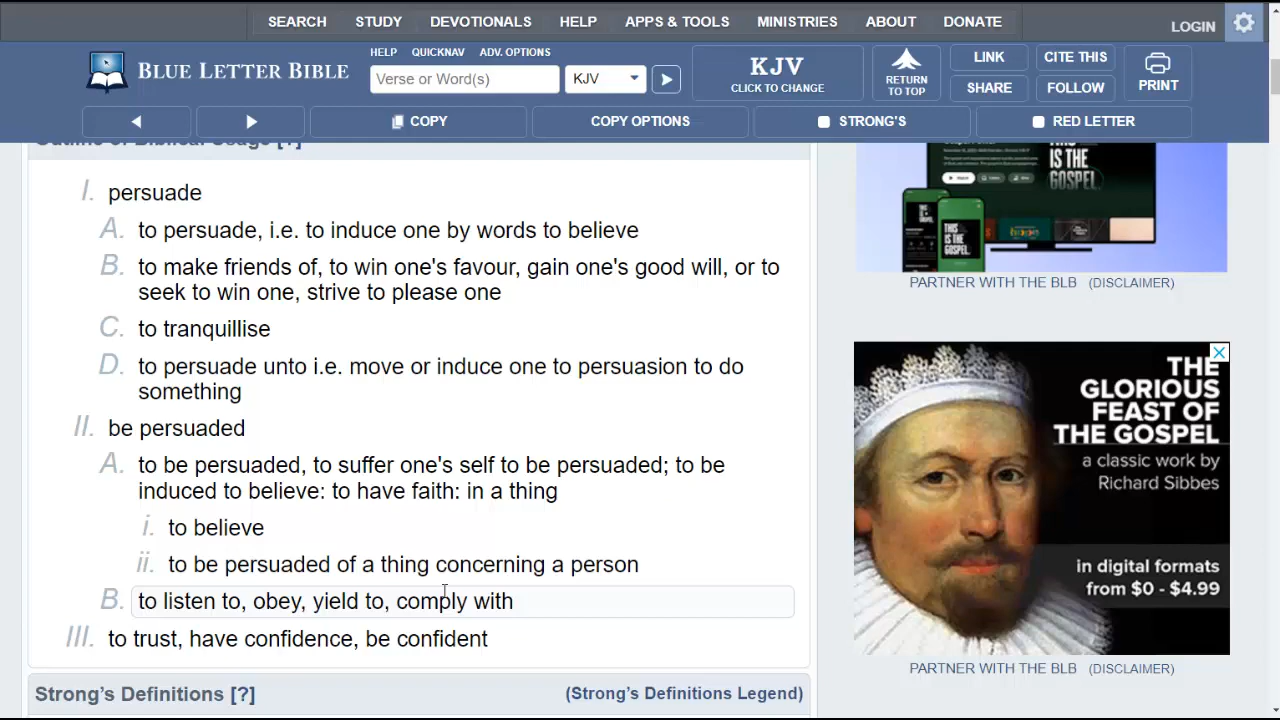 SEARCH STUDY DEVOTIONALS HELP APPS & TOOLS MINISTRIES ABOUT DONATE LOGIN
HELP QUICKNAV ADV. OPTIONS
BLUE LETTER BIBLE
Verse or Word(s) KJV
KJV
CLICK TO CHANGE
RETURN
TO TOP
LINK CITE THIS
SHARE FOLLOW
PRINT
COPY COPY OPTIONS STRONG'S RED LETTER
Outline of Biblical Usage [?]
I. persuade
A. to persuade, i.e. to induce one by words to believe
B. to make friends of, to win one's favour, gain one's good will, or to
seek to win one, strive to please one
C. to tranquillise
D. to persuade unto i.e. move or induce one to persuasion to do
something
II. be persuaded
A. to be persuaded, to suffer one's self to be persuaded; to be
induced to believe: to have faith: in a thing
i. to believe
ii. to be persuaded of a thing concerning a person
B. to listen to, obey, yield to, comply with
III. to trust, have confidence, be confident
Strong's Definitions [?] (Strong's Definitions Legend)
THIS
IS THE
GOSPEL
PARTNER WITH THE BLB (DISCLAIMER)
THE
GLORIOUS
FEAST OF
THE GOSPEL
a classic work by
Richard Sibbes
in digital formats
from $0 - $4.99
PARTNER WITH THE BLB (DISCLAIMER)